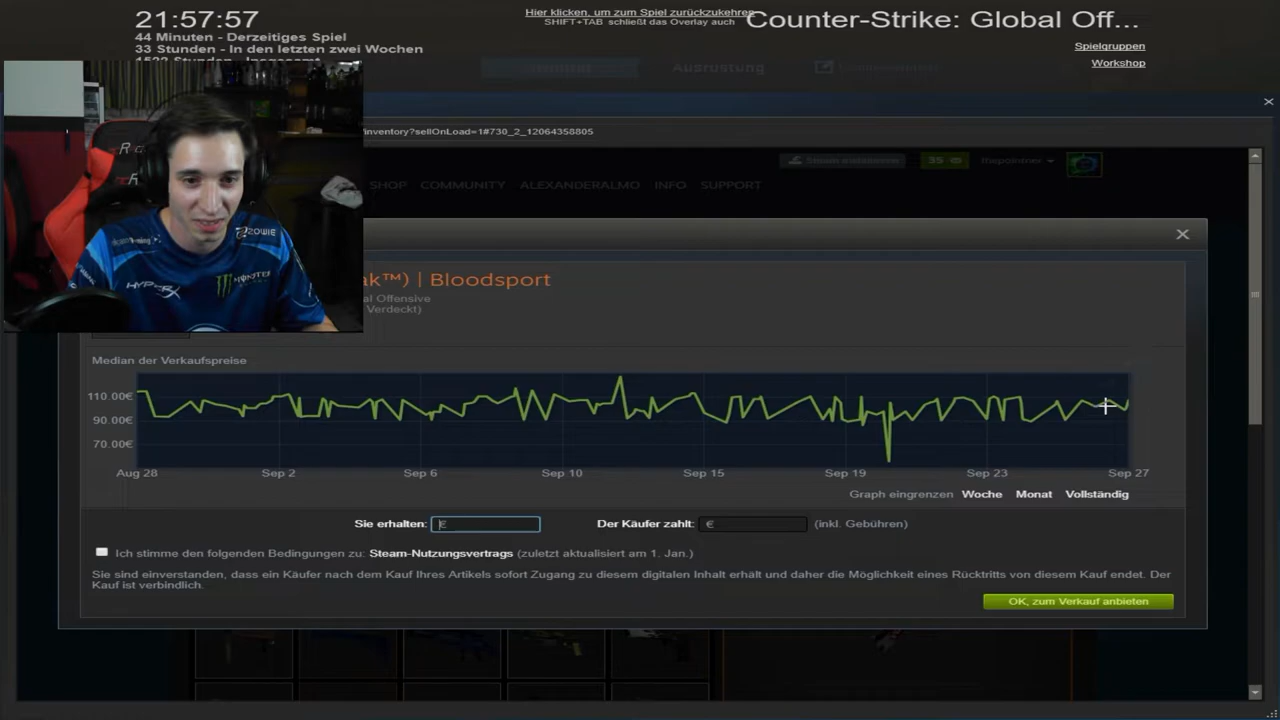 21:57:57
44 Minuten - Derzeitiges Spiel
33 Stunden - In den letzten zwei Wochen
Hier klicken, um zum Spiel zurückzukehren
SHIFT+TAB schließt das Overlay auch
Counter-Strike: Global Off...
Spielgruppen
Workshop
Ausrüstung
/inventory?sellOnLoad=1#730_2_12064358805
35
SHOP COMMUNITY ALEXANDERALMO INFO SUPPORT
ak™) | Bloodsport
al Offensive
Verdeckt)
ZOWIE
HYPERX
MONSTER
Median der Verkaufspreise
110.00€
90.00€
70.00€
Aug 28 Sep 2 Sep 6 Sep 10 Sep 15 Sep 19 Sep 23 Sep 27
Graph eingrenzen Woche Monat Vollständig
Sie erhalten: € Der Käufer zahlt: € (inkl. Gebühren)
Ich stimme den folgenden Bedingungen zu: Steam-Nutzungsvertrags (zuletzt aktualisiert am 1. Jan.)
Sie sind einverstanden, dass ein Käufer nach dem Kauf Ihres Artikels sofort Zugang zu diesem digitalen Inhalt erhält und daher die Möglichkeit eines Rücktritts von diesem Kauf endet. Der
Kauf ist verbindlich.
OK, zum Verkauf anbieten